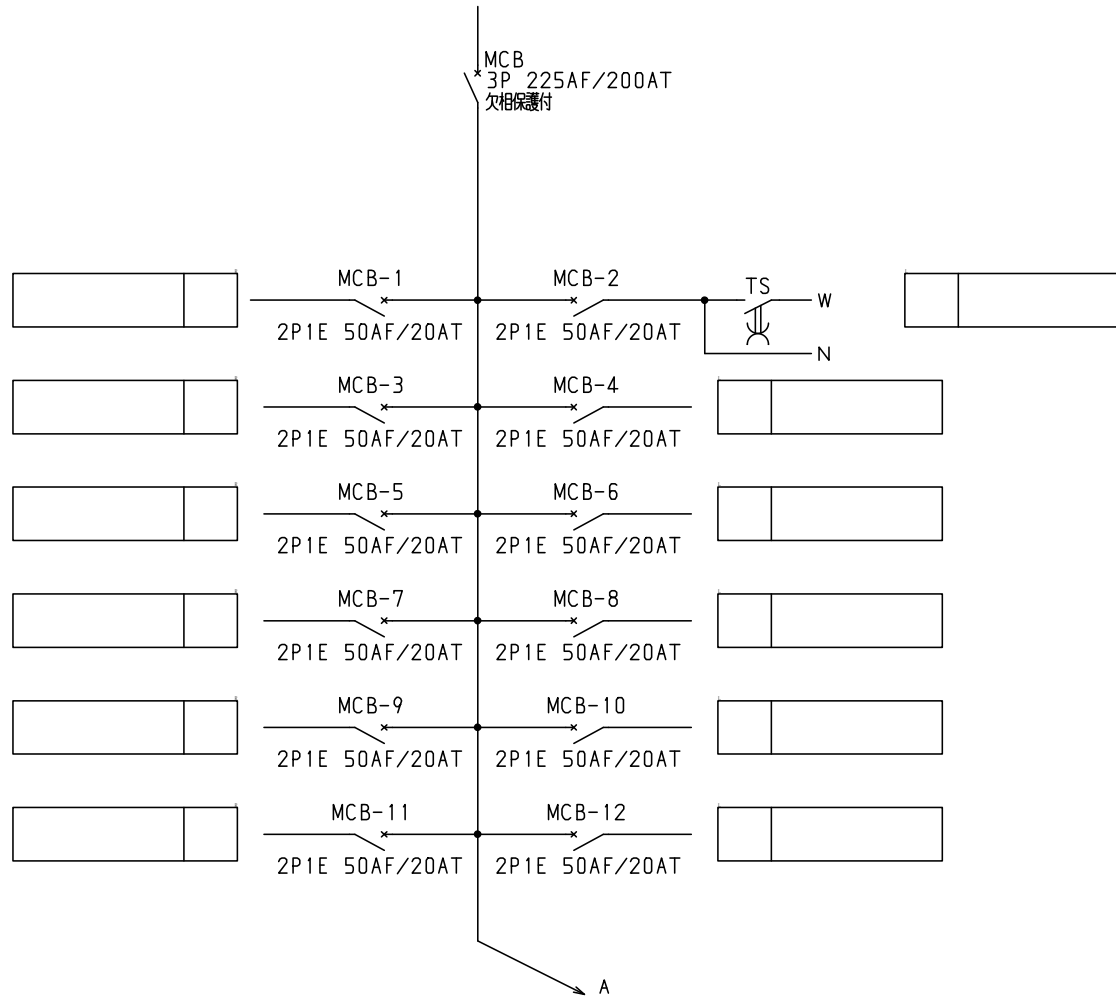 MCB
3P 225AF/200AT
欠相保護付
MCB-1 MCB-2 TS W
2P1E 50AF/20AT 2P1E 50AF/20AT
N
MCB-3 MCB-4
2P1E 50AF/20AT 2P1E 50AF/20AT
MCB-5 MCB-6
2P1E 50AF/20AT 2P1E 50AF/20AT
MCB-7 MCB-8
2P1E 50AF/20AT 2P1E 50AF/20AT
MCB-9 MCB-10
2P1E 50AF/20AT 2P1E 50AF/20AT
MCB-11 MCB-12
2P1E 50AF/20AT 2P1E 50AF/20AT
A